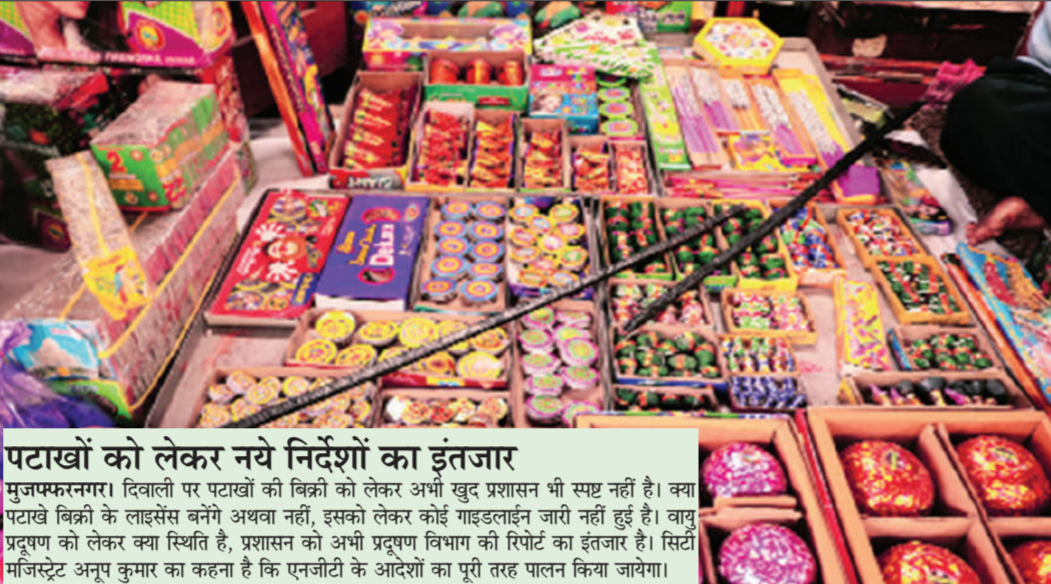 पटाखों को लेकर नये निर्देशों का इंतजार
मुजफ्फरनगर। दिवाली पर पटाखों की बिक्री को लेकर अभी खुद प्रशासन भी स्पष्ट नहीं है। क्या
पटाखे बिक्री के लाइसेंस बनेंगे अथवा नहीं, इसको लेकर कोई गाइडलाईन जारी नहीं हुई है। वायु
प्रदूषण को लेकर क्या स्थिति है, प्रशासन को अभी प्रदूषण विभाग की रिपोर्ट का इंतजार है। सिटी
मजिस्ट्रेट अनूप कुमार का कहना है कि एनजीटी के आदेशों का पूरी तरह पालन किया जायेगा।